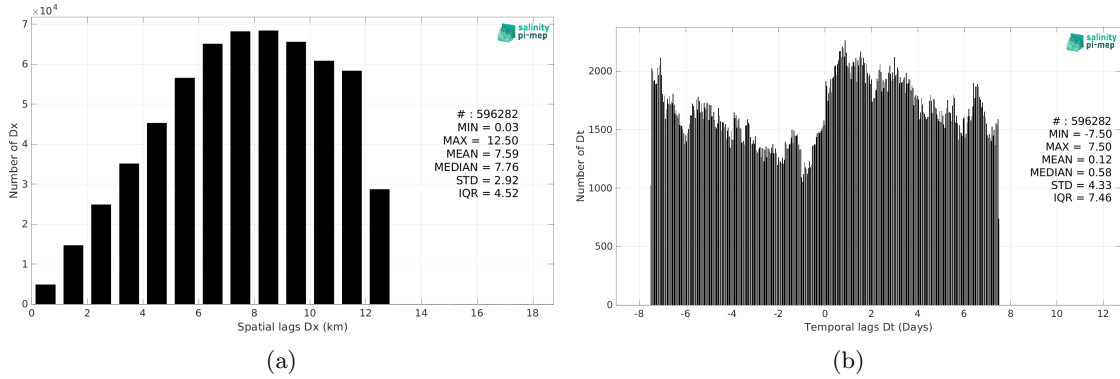 ×10⁴
7
6
5
4
3
2
1
0
Number of Dx
salinity
pi-mep
# : 596282
MIN = 0.03
MAX = 12.50
MEAN = 7.59
MEDIAN = 7.76
STD = 2.92
IQR = 4.52
0 2 4 6 8 10 12 14 16 18
Spatial lags Dx (km)
(a)
2000
1500
1000
500
0
Number of Dt
salinity
pi-mep
# : 596282
MIN = -7.50
MAX = 7.50
MEAN = 0.12
MEDIAN = 0.58
STD = 4.33
IQR = 7.46
-8 -6 -4 -2 0 2 4 6 8 10 12
Temporal lags Dt (Days)
(b)